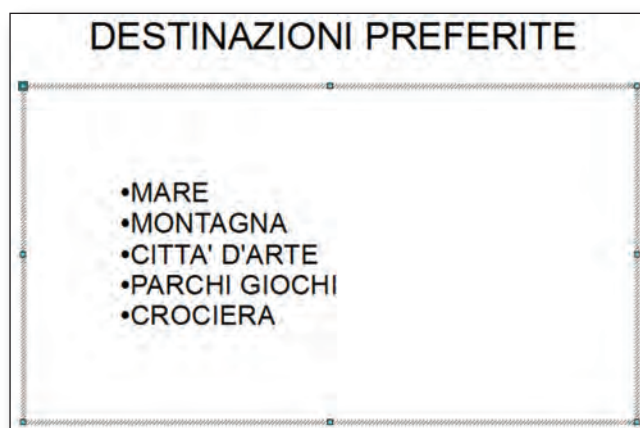 DESTINAZIONI PREFERITE
•MARE
•MONTAGNA
•CITTA' D'ARTE
•PARCHI GIOCHI
•CROCIERA